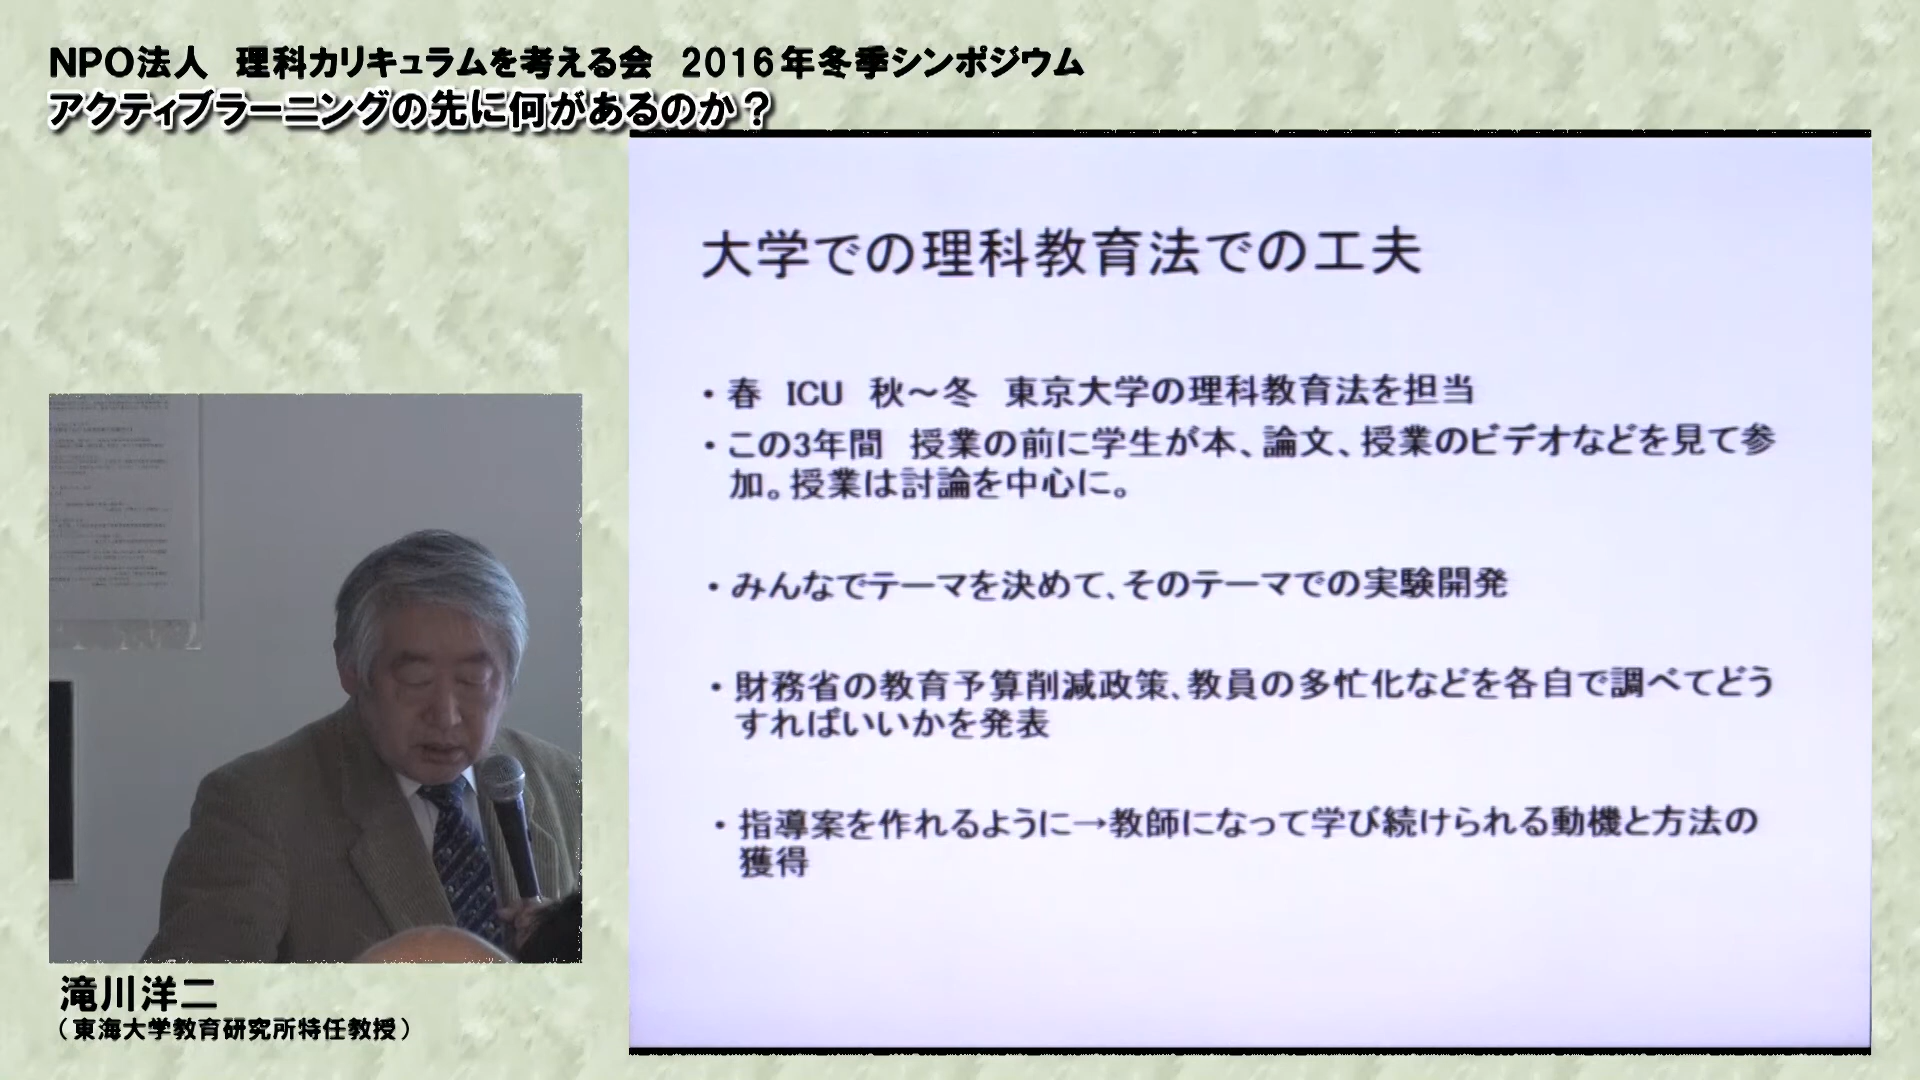 NPO法人　理科カリキュラムを考える会　2016年冬季シンポジウム
アクティブラーニングの先に何があるのか？
大学での理科教育法での工夫
・春　ICU　秋～冬　東京大学の理科教育法を担当
・この3年間　授業の前に学生が本、論文、授業のビデオなどを見て参
加。授業は討論を中心に。
・みんなでテーマを決めて、そのテーマでの実験開発
・財務省の教育予算削減政策、教員の多忙化などを各自で調べてどう
すればいいかを発表
・指導案を作れるように→教師になって学び続けられる動機と方法の
獲得
滝川洋二
（東海大学教育研究所特任教授）